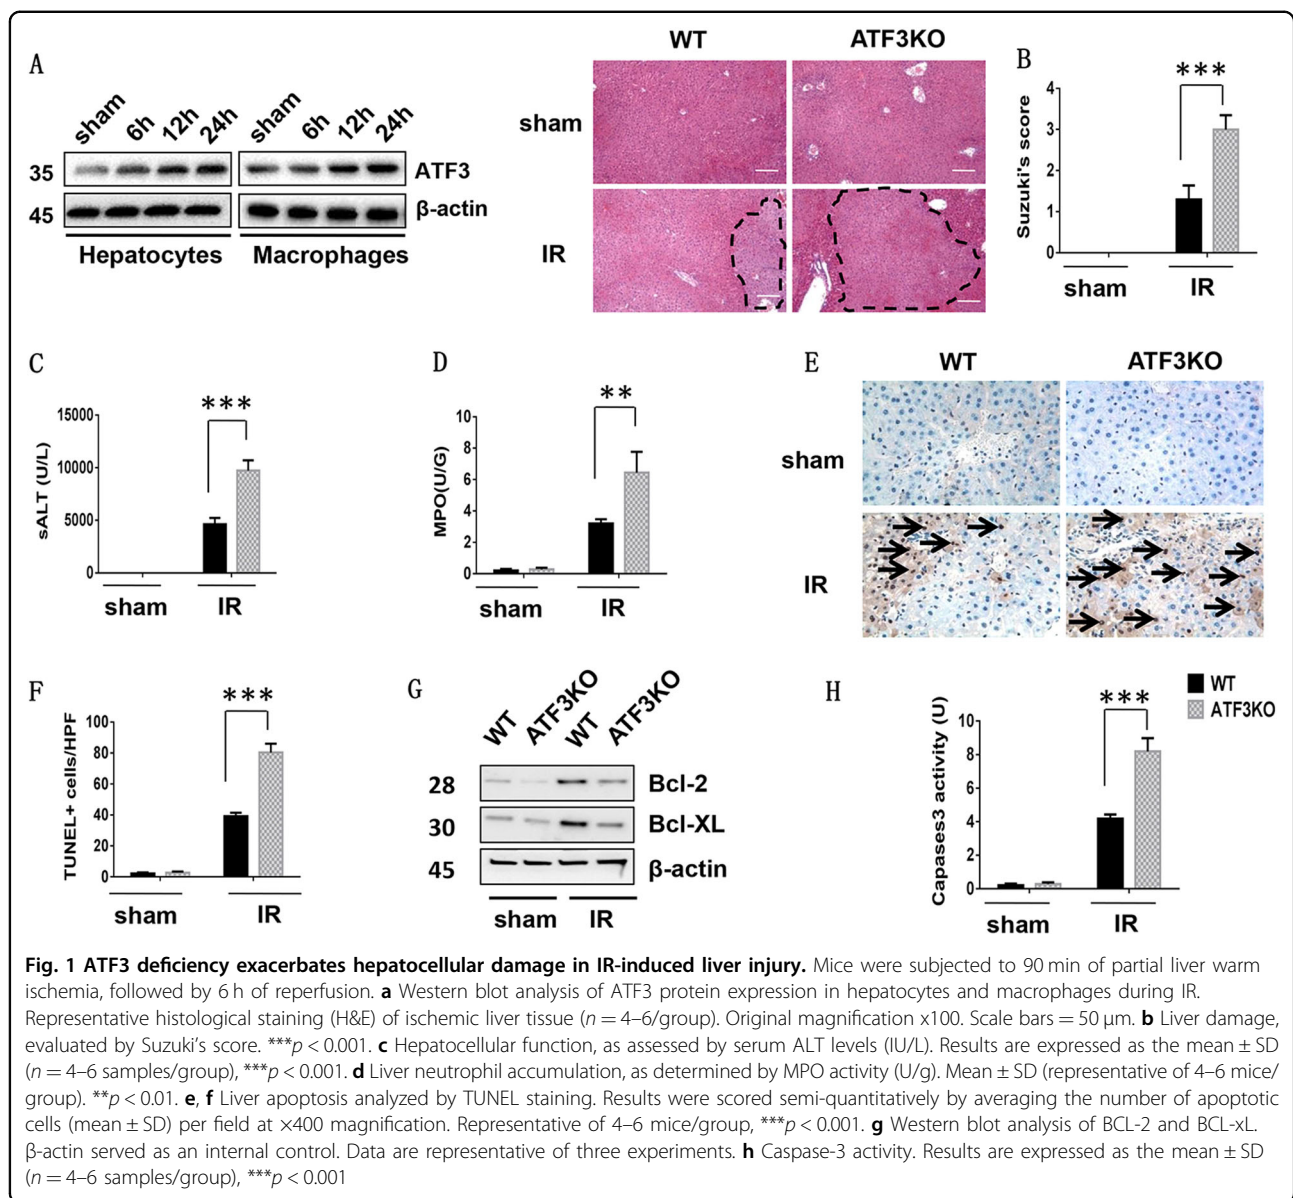 WT
ATF3KO
A
sham
6h
12h
24h
sham
6h
12h
24h
35
ATF3
45
β-actin
Hepatocytes
Macrophages
sham
IR
B
***
Suzuki's score
4
3
2
1
0
sham
IR
C
***
sALT (U/L)
15000
10000
5000
0
sham
IR
D
**
MPO(U/G)
10
8
6
4
2
0
sham
IR
E
WT
ATF3KO
sham
IR
F
***
TUNEL+ cells/HPF
100
80
60
40
20
0
sham
IR
G
WT
ATF3KO
WT
ATF3KO
28
Bcl-2
30
Bcl-XL
45
β-actin
sham
IR
H
WT
ATF3KO
***
Capases3 activity (U)
10
8
6
4
2
0
sham
IR
Fig. 1 ATF3 deficiency exacerbates hepatocellular damage in IR-induced liver injury. Mice were subjected to 90 min of partial liver warm
ischemia, followed by 6 h of reperfusion. a Western blot analysis of ATF3 protein expression in hepatocytes and macrophages during IR.
Representative histological staining (H&E) of ischemic liver tissue (n = 4–6/group). Original magnification x100. Scale bars = 50 µm. b Liver damage,
evaluated by Suzuki's score. ***p < 0.001. c Hepatocellular function, as assessed by serum ALT levels (IU/L). Results are expressed as the mean ± SD
(n = 4–6 samples/group), ***p < 0.001. d Liver neutrophil accumulation, as determined by MPO activity (U/g). Mean ± SD (representative of 4–6 mice/
group). **p < 0.01. e, f Liver apoptosis analyzed by TUNEL staining. Results were scored semi-quantitatively by averaging the number of apoptotic
cells (mean ± SD) per field at ×400 magnification. Representative of 4–6 mice/group, ***p < 0.001. g Western blot analysis of BCL-2 and BCL-xL.
β-actin served as an internal control. Data are representative of three experiments. h Caspase-3 activity. Results are expressed as the mean ± SD
(n = 4–6 samples/group), ***p < 0.001